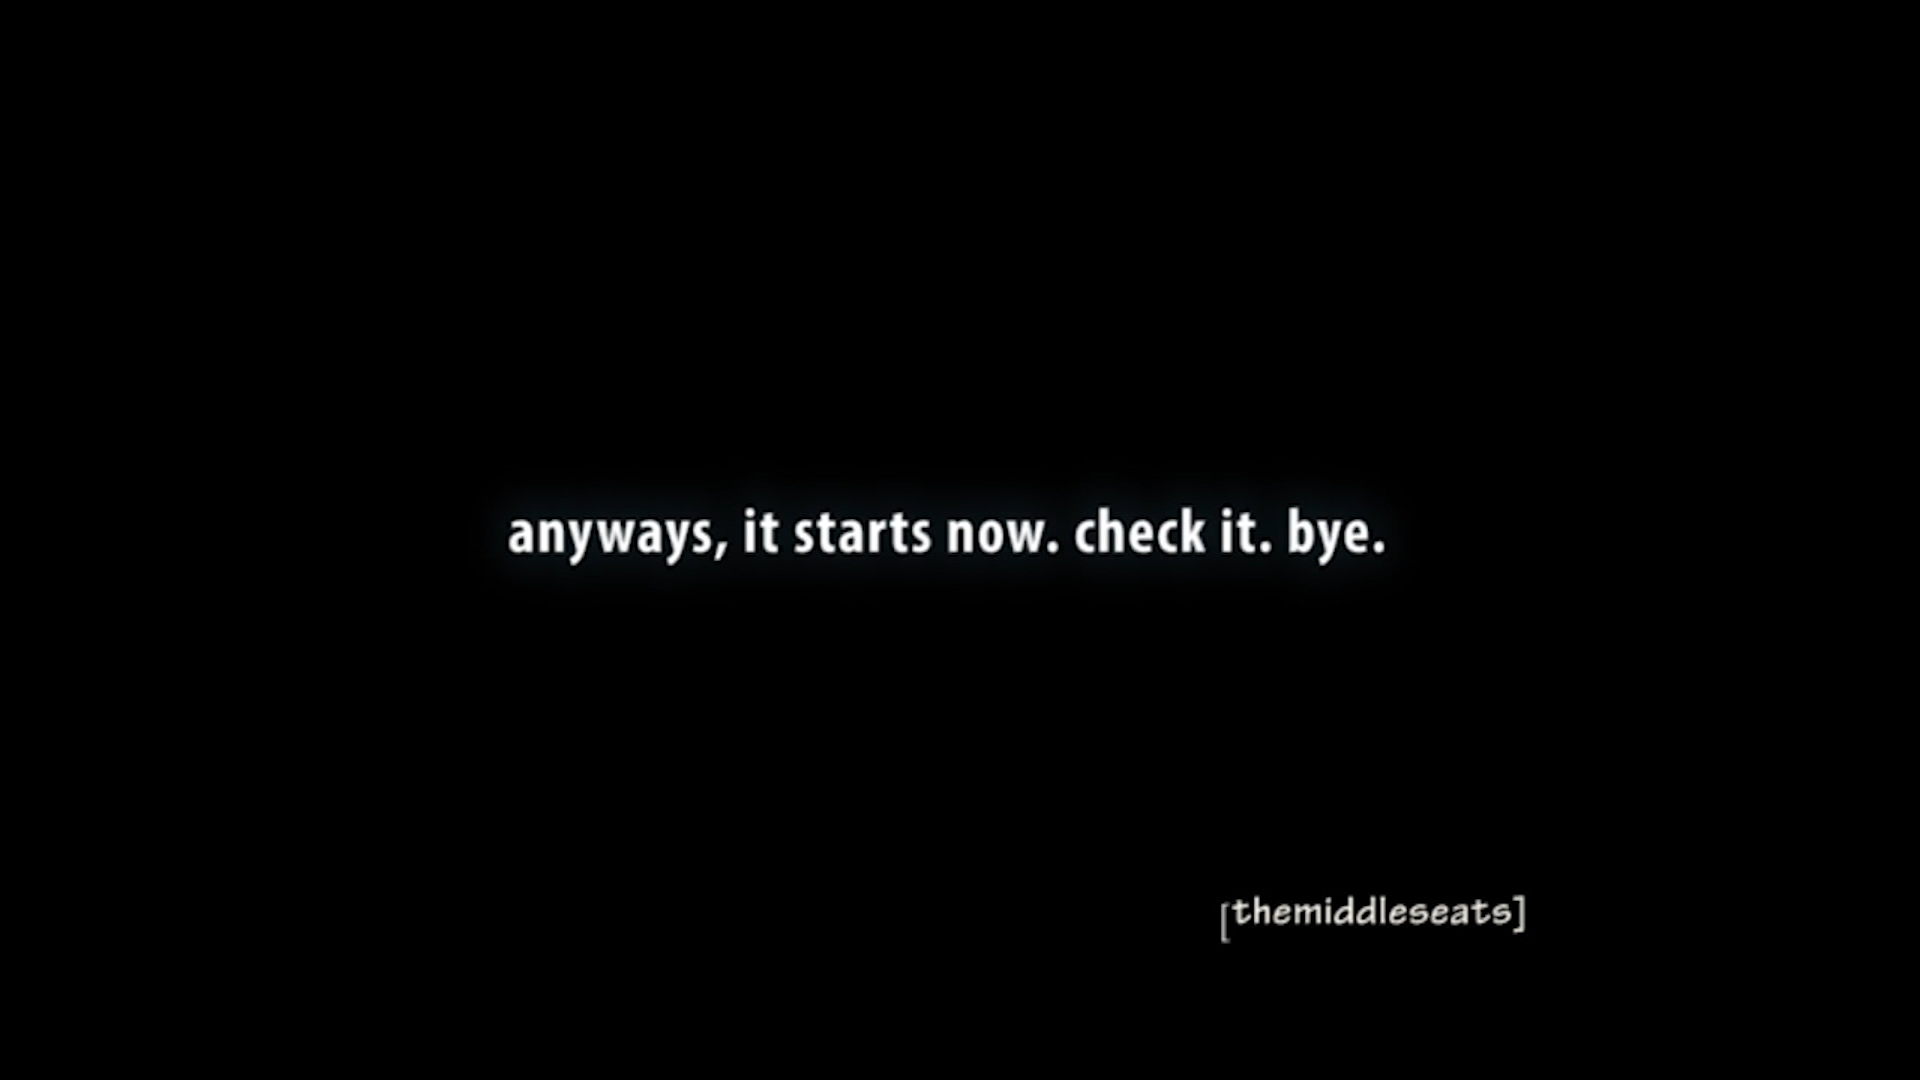 anyways, it starts now. check it. bye.
[themiddleseats]